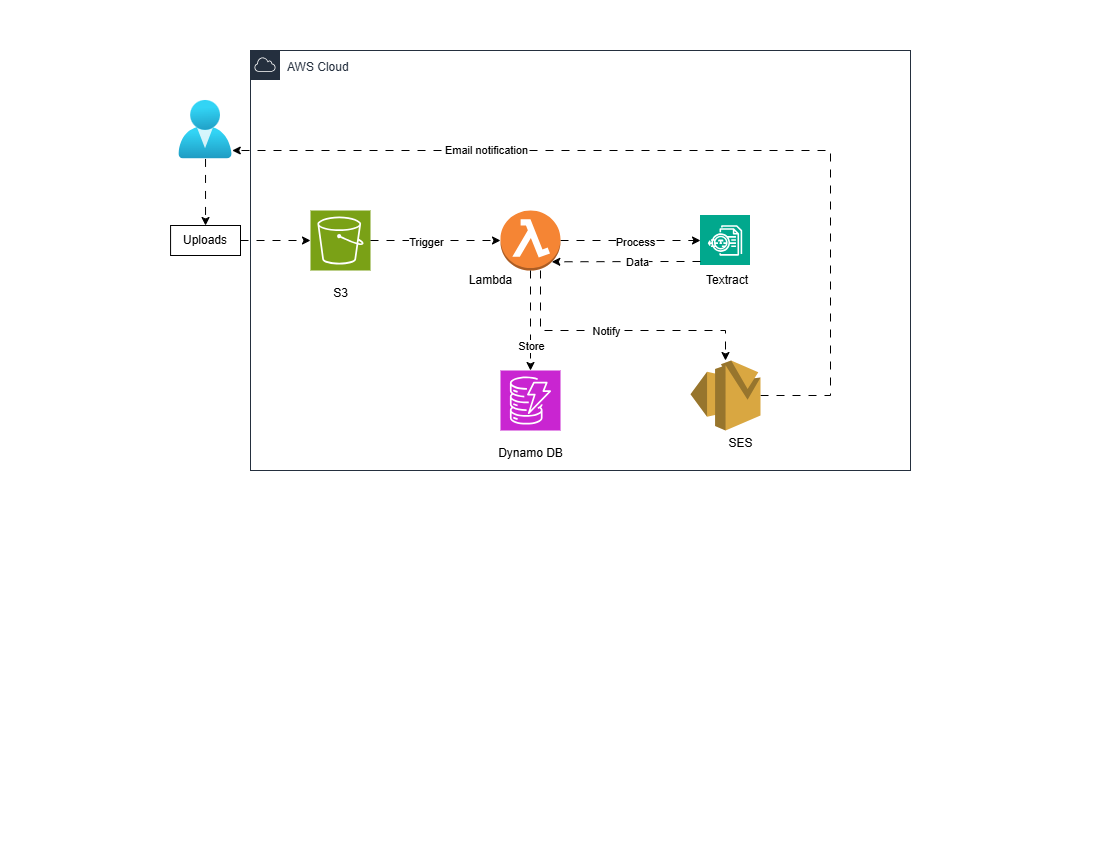 AWS Cloud
Email notification
Uploads
Trigger
Process
Data
Lambda
Textract
S3
Notify
Store
SES
Dynamo DB